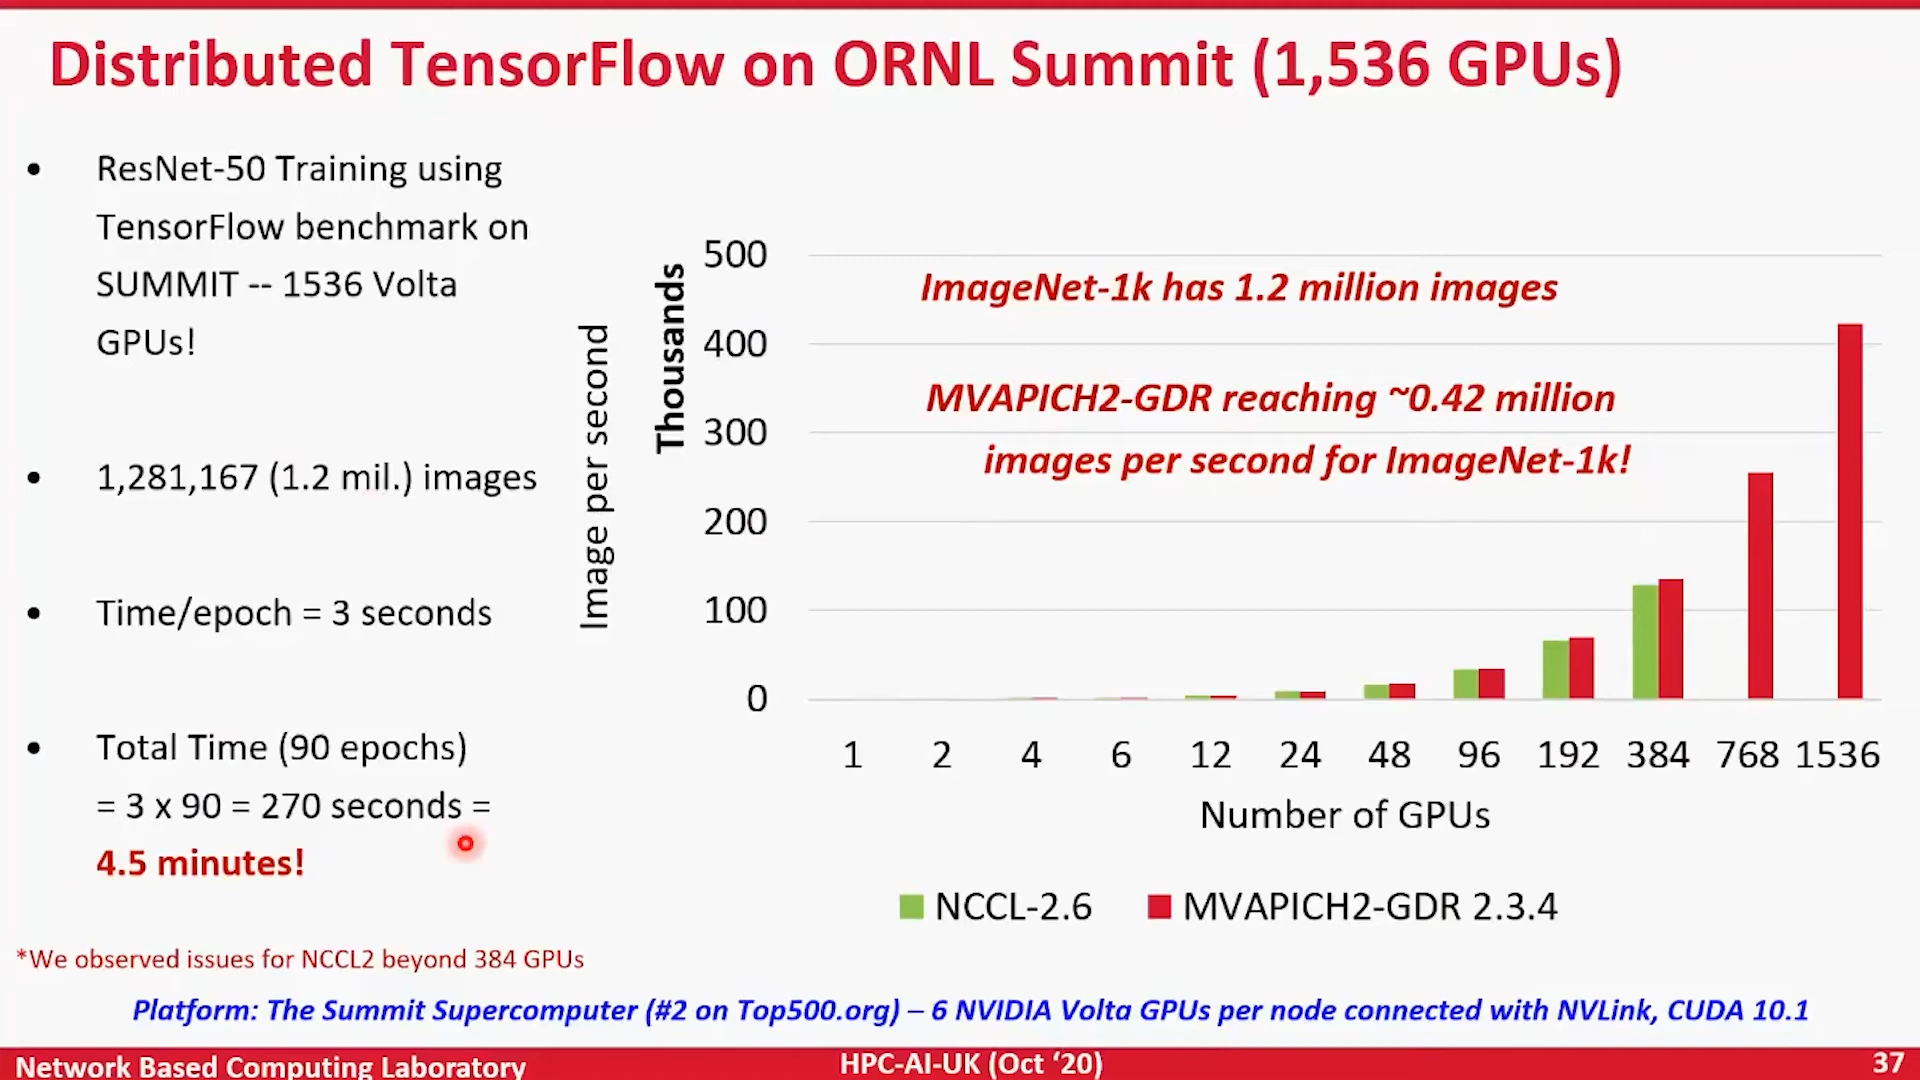 Distributed TensorFlow on ORNL Summit (1,536 GPUs)
• ResNet-50 Training using
TensorFlow benchmark on
SUMMIT -- 1536 Volta
GPUs!
• 1,281,167 (1.2 mil.) images
• Time/epoch = 3 seconds
• Total Time (90 epochs)
= 3 x 90 = 270 seconds =
4.5 minutes!
*We observed issues for NCCL2 beyond 384 GPUs
Image per second
Thousands
500
400
300
200
100
0
ImageNet-1k has 1.2 million images
MVAPICH2-GDR reaching ~0.42 million
images per second for ImageNet-1k!
1 2 4 6 12 24 48 96 192 384 768 1536
Number of GPUs
NCCL-2.6 MVAPICH2-GDR 2.3.4
Platform: The Summit Supercomputer (#2 on Top500.org) – 6 NVIDIA Volta GPUs per node connected with NVLink, CUDA 10.1
Network Based Computing Laboratory HPC-AI-UK (Oct ‘20) 37